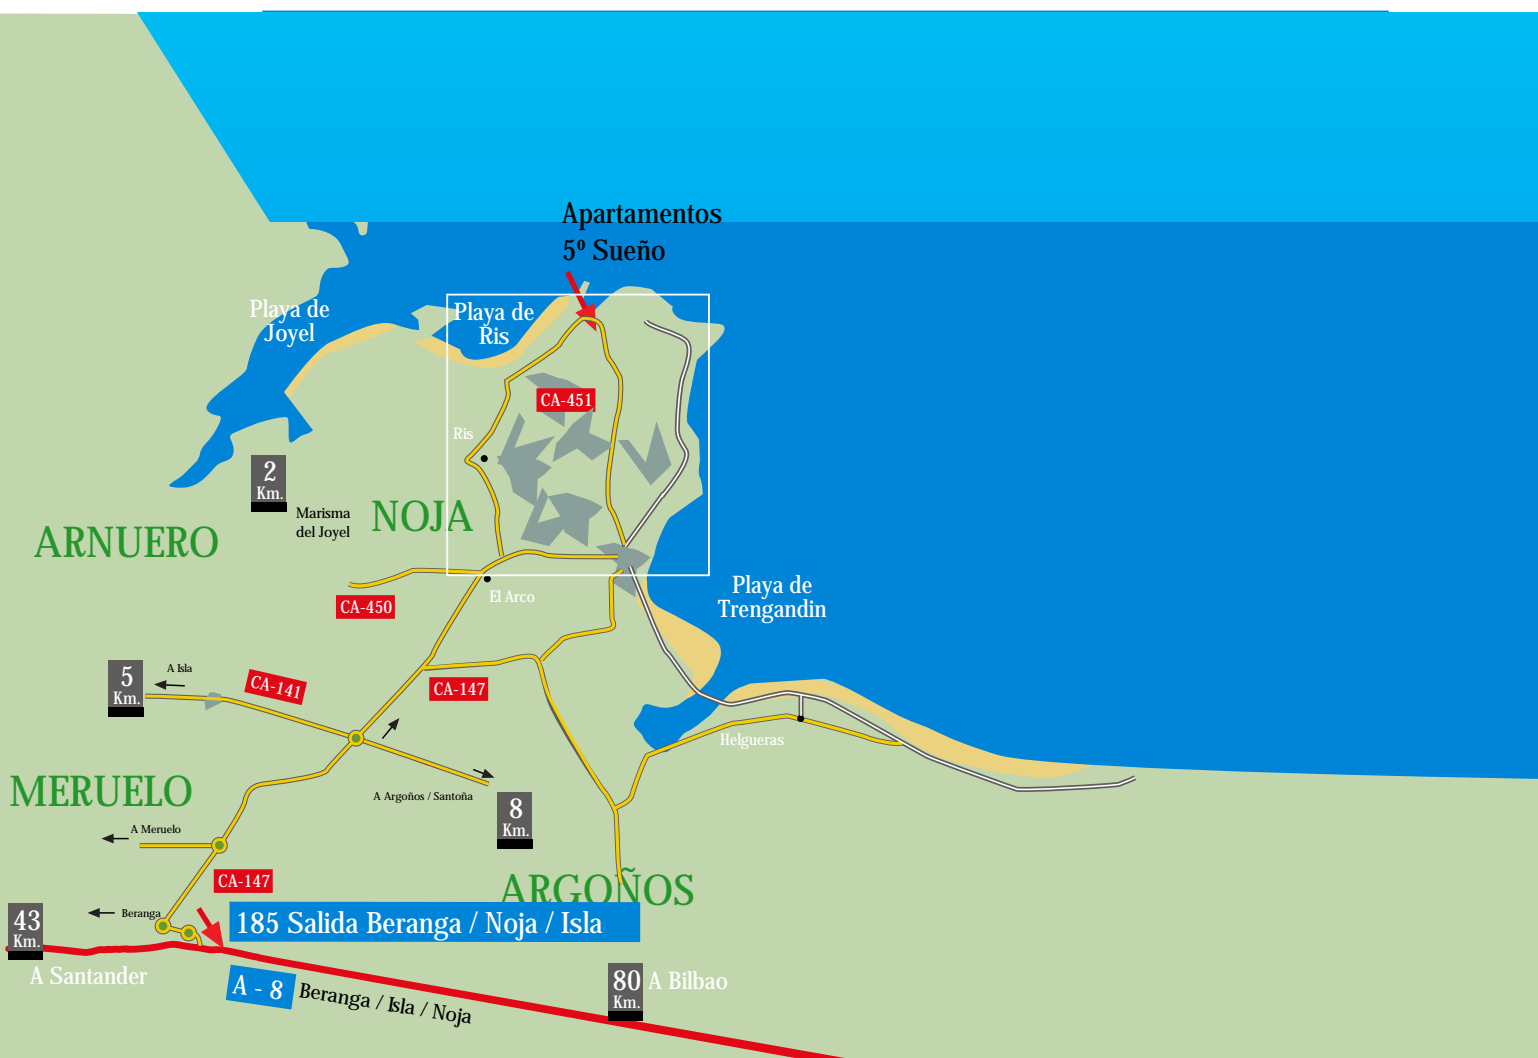 Apartamentos
5º Sueño
Playa de
Joyel
Playa de
Ris
CA-451
Ris
2
Km.
Marisma
del Joyel
NOJA
ARNUERO
CA-450
El Arco
Playa de
Trengandin
5
Km.
A Isla
CA-141
CA-147
Helgueras
MERUELO
A Argoños / Santoña
8
Km.
A Meruelo
CA-147
ARGOÑOS
Beranga
43
Km.
185 Salida Beranga / Noja / Isla
A Santander
A - 8
Beranga / Isla / Noja
80
Km.
A Bilbao